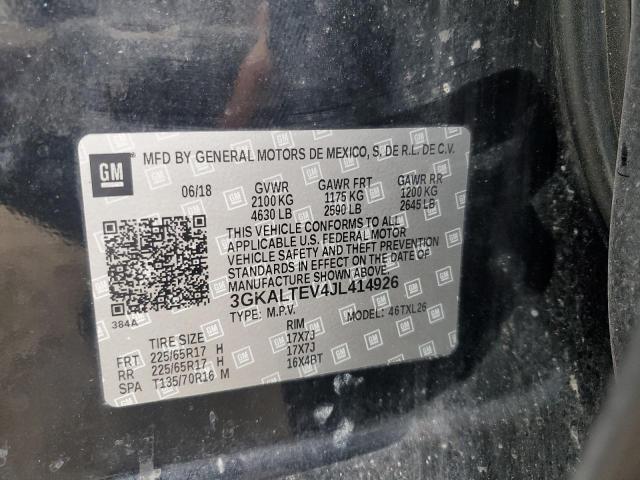 GM MFD BY GENERAL MOTORS DE MEXICO, S, DE R.L. DE C.V.
06/18 GVWR GAWR FRT GAWR RR
2100 KG 1175 KG 1200 KG
4630 LB 2590 LB 2645 LB
THIS VEHICLE CONFORMS TO ALL
APPLICABLE U.S. FEDERAL MOTOR
VEHICLE SAFETY AND THEFT PREVENTION
STANDARDS IN EFFECT ON THE DATE OF
MANUFACTURE SHOWN ABOVE.
3GKALTEV4JL414926
384A TYPE: M.P.V. MODEL: 46TXL26
TIRE SIZE RIM
FRT 225/65R17 H 17X7J
RR 225/65R17 H 17X7J
SPA T135/70R16 M 16X4BT